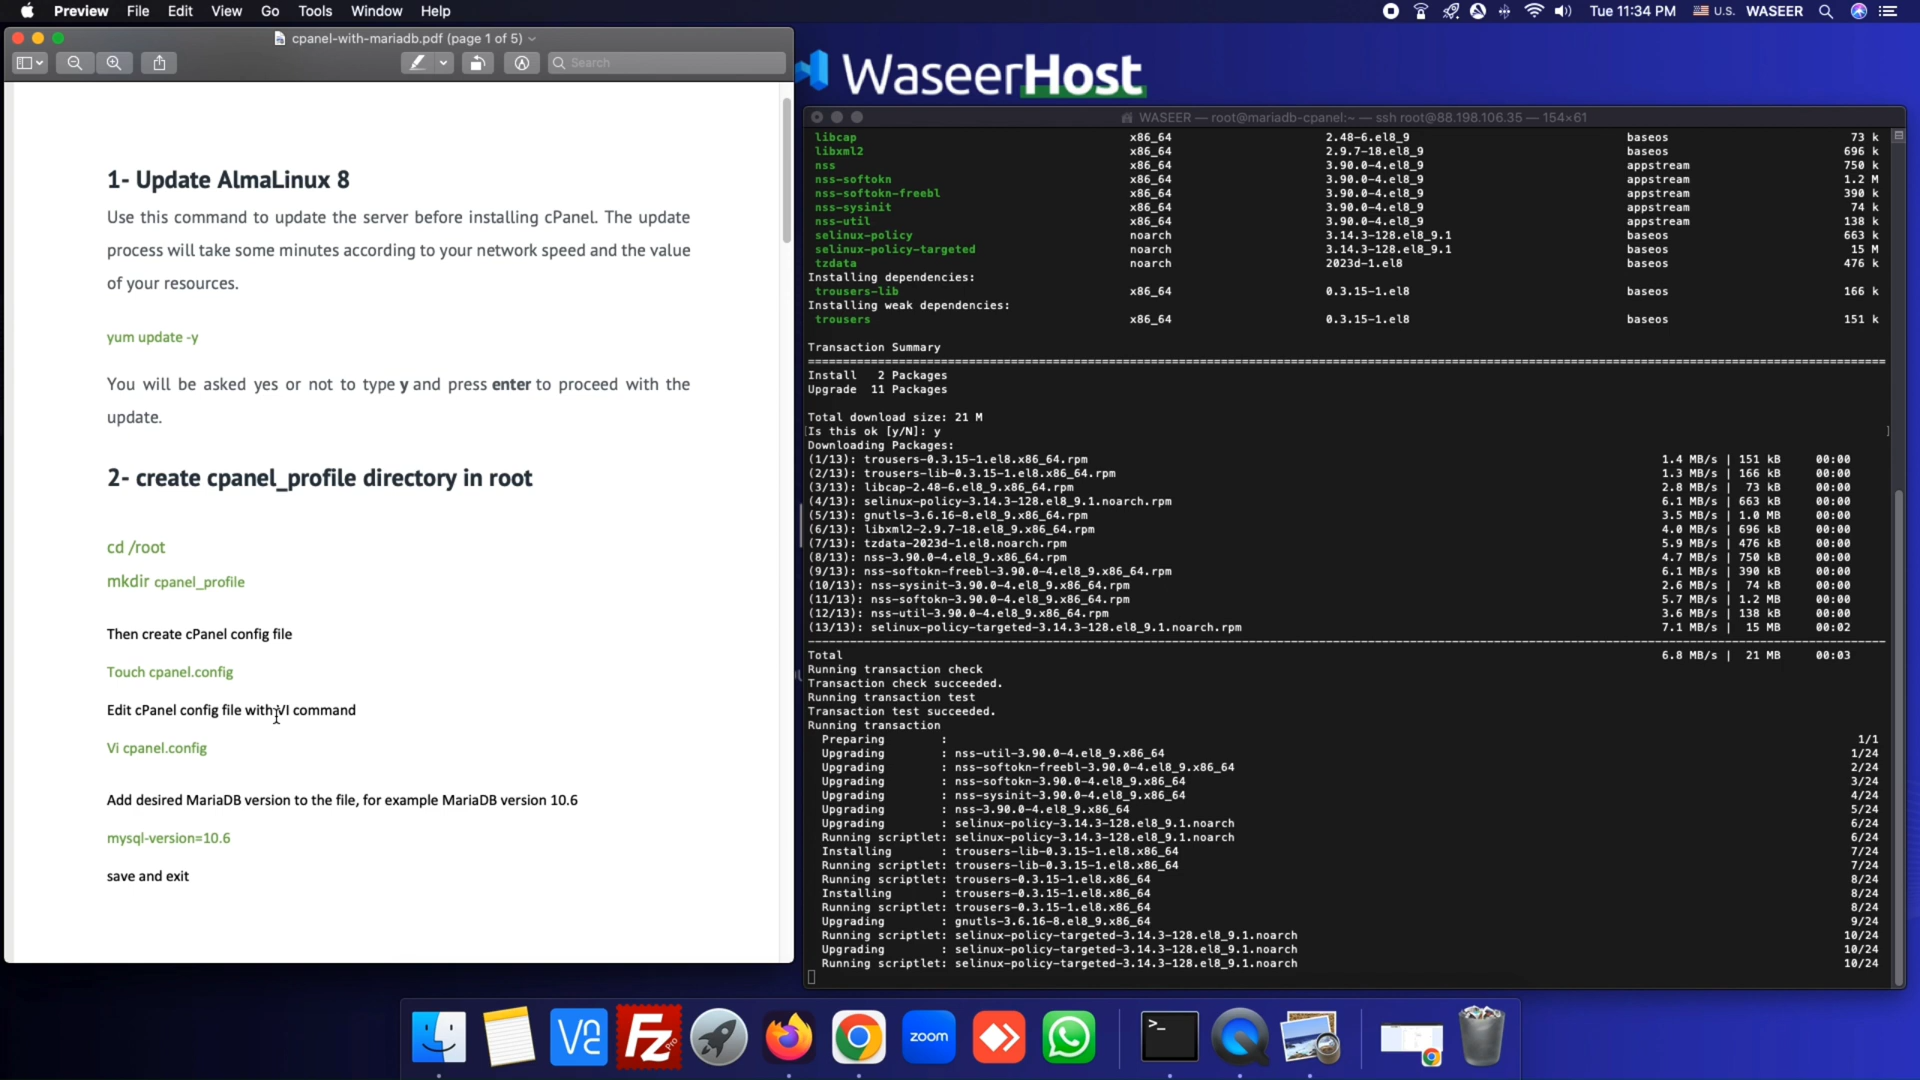 Preview File Edit View Go Tools Window Help
Tue 11:34 PM U.S. WASEER
cpanel-with-mariadb.pdf (page 1 of 5)
Search
1- Update AlmaLinux 8
Use this command to update the server before installing cPanel. The update
process will take some minutes according to your network speed and the value
of your resources.
yum update -y
You will be asked yes or not to type y and press enter to proceed with the
update.
2- create cpanel_profile directory in root
cd /root
mkdir cpanel_profile
Then create cPanel config file
Touch cpanel.config
Edit cPanel config file with VI command
Vi cpanel.config
Add desired MariaDB version to the file, for example MariaDB version 10.6
mysql-version=10.6
save and exit
WaseerHost
WASEER — root@mariadb-cpanel:~ — ssh root@88.198.106.35 — 154×61
libcap x86_64 2.48-6.el8_9 baseos 73 k
libxml2 x86_64 2.9.7-18.el8_9 baseos 696 k
nss x86_64 3.90.0-4.el8_9 appstream 750 k
nss-softokn x86_64 3.90.0-4.el8_9 appstream 1.2 M
nss-softokn-freebl x86_64 3.90.0-4.el8_9 appstream 390 k
nss-sysinit x86_64 3.90.0-4.el8_9 appstream 74 k
nss-util x86_64 3.90.0-4.el8_9 appstream 138 k
selinux-policy noarch 3.14.3-128.el8_9.1 baseos 663 k
selinux-policy-targeted noarch 3.14.3-128.el8_9.1 baseos 15 M
tzdata noarch 2023d-1.el8 baseos 476 k
Installing dependencies:
trousers-lib x86_64 0.3.15-1.el8 baseos 166 k
Installing weak dependencies:
trousers x86_64 0.3.15-1.el8 baseos 151 k
Transaction Summary
Install 2 Packages
Upgrade 11 Packages
Total download size: 21 M
[Is this ok [y/N]: y ]
Downloading Packages:
(1/13): trousers-0.3.15-1.el8.x86_64.rpm 1.4 MB/s | 151 kB 00:00
(2/13): trousers-lib-0.3.15-1.el8.x86_64.rpm 1.3 MB/s | 166 kB 00:00
(3/13): libcap-2.48-6.el8_9.x86_64.rpm 2.8 MB/s | 73 kB 00:00
(4/13): selinux-policy-3.14.3-128.el8_9.1.noarch.rpm 6.1 MB/s | 663 kB 00:00
(5/13): gnutls-3.6.16-8.el8_9.x86_64.rpm 3.5 MB/s | 1.0 MB 00:00
(6/13): libxml2-2.9.7-18.el8_9.x86_64.rpm 4.0 MB/s | 696 kB 00:00
(7/13): tzdata-2023d-1.el8.noarch.rpm 5.9 MB/s | 476 kB 00:00
(8/13): nss-3.90.0-4.el8_9.x86_64.rpm 4.7 MB/s | 750 kB 00:00
(9/13): nss-softokn-freebl-3.90.0-4.el8_9.x86_64.rpm 6.1 MB/s | 390 kB 00:00
(10/13): nss-sysinit-3.90.0-4.el8_9.x86_64.rpm 2.6 MB/s | 74 kB 00:00
(11/13): nss-softokn-3.90.0-4.el8_9.x86_64.rpm 5.7 MB/s | 1.2 MB 00:00
(12/13): nss-util-3.90.0-4.el8_9.x86_64.rpm 3.6 MB/s | 138 kB 00:00
(13/13): selinux-policy-targeted-3.14.3-128.el8_9.1.noarch.rpm 7.1 MB/s | 15 MB 00:02
Total 6.8 MB/s | 21 MB 00:03
Running transaction check
Transaction check succeeded.
Running transaction test
Transaction test succeeded.
Running transaction
Preparing : 1/1
Upgrading : nss-util-3.90.0-4.el8_9.x86_64 1/24
Upgrading : nss-softokn-freebl-3.90.0-4.el8_9.x86_64 2/24
Upgrading : nss-softokn-3.90.0-4.el8_9.x86_64 3/24
Upgrading : nss-sysinit-3.90.0-4.el8_9.x86_64 4/24
Upgrading : nss-3.90.0-4.el8_9.x86_64 5/24
Upgrading : selinux-policy-3.14.3-128.el8_9.1.noarch 6/24
Running scriptlet: selinux-policy-3.14.3-128.el8_9.1.noarch 6/24
Installing : trousers-lib-0.3.15-1.el8.x86_64 7/24
Running scriptlet: trousers-lib-0.3.15-1.el8.x86_64 7/24
Running scriptlet: trousers-0.3.15-1.el8.x86_64 8/24
Installing : trousers-0.3.15-1.el8.x86_64 8/24
Running scriptlet: trousers-0.3.15-1.el8.x86_64 8/24
Upgrading : gnutls-3.6.16-8.el8_9.x86_64 9/24
Running scriptlet: selinux-policy-targeted-3.14.3-128.el8_9.1.noarch 10/24
Upgrading : selinux-policy-targeted-3.14.3-128.el8_9.1.noarch 10/24
Running scriptlet: selinux-policy-targeted-3.14.3-128.el8_9.1.noarch 10/24
Fz Pro zoom >_